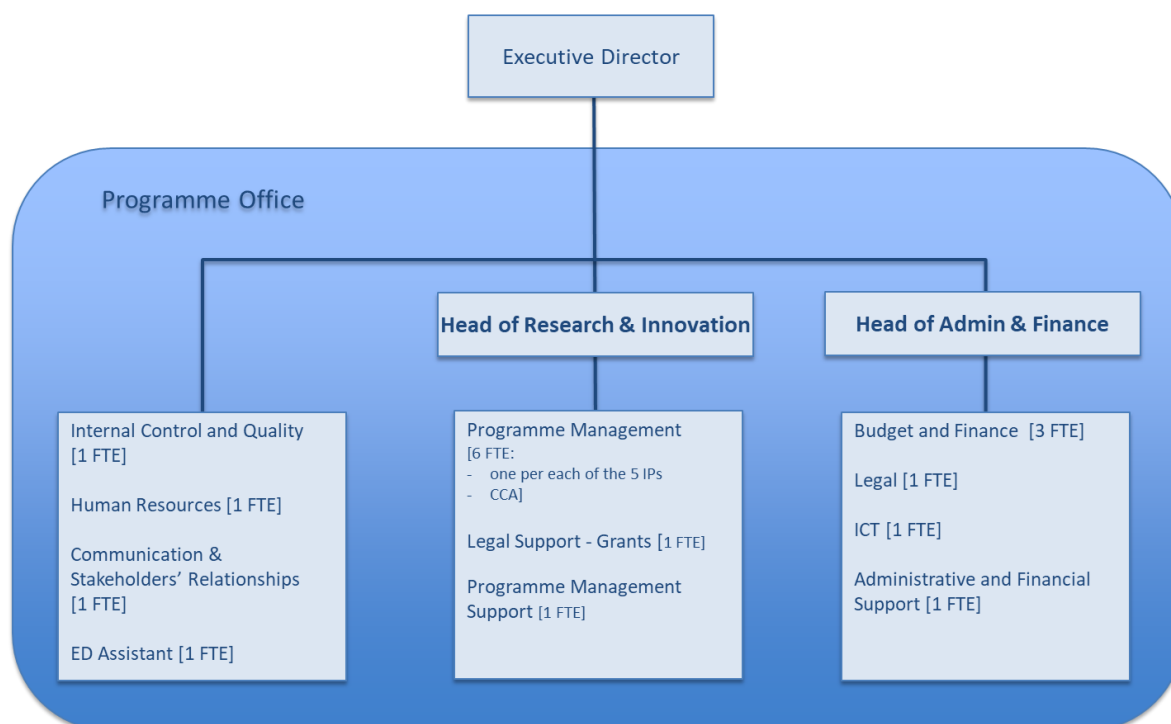 Executive Director
Programme Office
Head of Research & Innovation
Head of Admin & Finance
Internal Control and Quality
[1 FTE]
Human Resources [1 FTE]
Communication &
Stakeholders’ Relationships
[1 FTE]
ED Assistant [1 FTE]
Programme Management
[6 FTE:
- one per each of the 5 IPs
- CCA]
Legal Support - Grants [1 FTE]
Programme Management
Support [1 FTE]
Budget and Finance [3 FTE]
Legal [1 FTE]
ICT [1 FTE]
Administrative and Financial
Support [1 FTE]